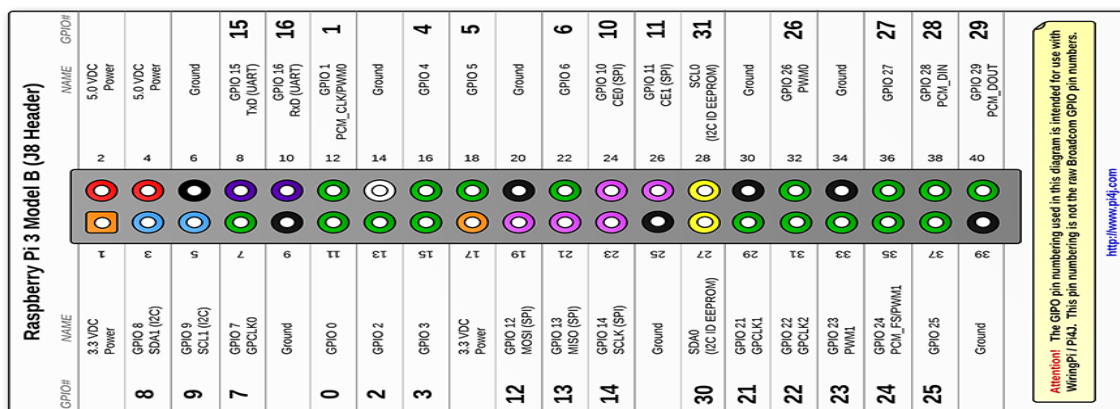 Raspberry Pi 3 Model B (J8 Header)
GPIO#
NAME
5.0 VDC
Power
5.0 VDC
Power
Ground
15
GPIO 15
TxD (UART)
16
GPIO 16
RxD (UART)
1
GPIO 1
PCM_CLK/PWM0
Ground
4
GPIO 4
5
GPIO 5
Ground
6
GPIO 6
10
GPIO 10
CE0 (SPI)
11
GPIO 11
CE1 (SPI)
31
SCL0
(I2C ID EEPROM)
Ground
26
GPIO 26
PWM0
Ground
27
GPIO 27
28
GPIO 28
PCM_DIN
29
GPIO 29
PCM_DOUT
2 4 6 8 10 12 14 16 18 20 22 24 26 28 30 32 34 36 38 40
1 3 5 7 9 11 13 15 17 19 21 23 25 27 29 31 33 35 37 39
NAME
GPIO#
3.3 VDC
Power
GPIO 8
SDA1 (I2C)
8
GPIO 9
SCL1 (I2C)
9
GPIO 7
GPCLK0
7
Ground
GPIO 0
0
GPIO 2
2
GPIO 3
3
3.3 VDC
Power
GPIO 12
MOSI (SPI)
12
GPIO 13
MISO (SPI)
13
GPIO 14
SCLK (SPI)
14
Ground
SDA0
(I2C ID EEPROM)
30
GPIO 21
GPCLK1
21
GPIO 22
GPCLK2
22
GPIO 23
PWM1
23
GPIO 24
PCM_FS/PWM1
24
GPIO 25
25
Ground
Attention! The GIPO pin numbering used in this diagram is intended for use with
WiringPi / Pi4J. This pin numbering is not the raw Broadcom GPIO pin numbers.
http://www.pi4j.com